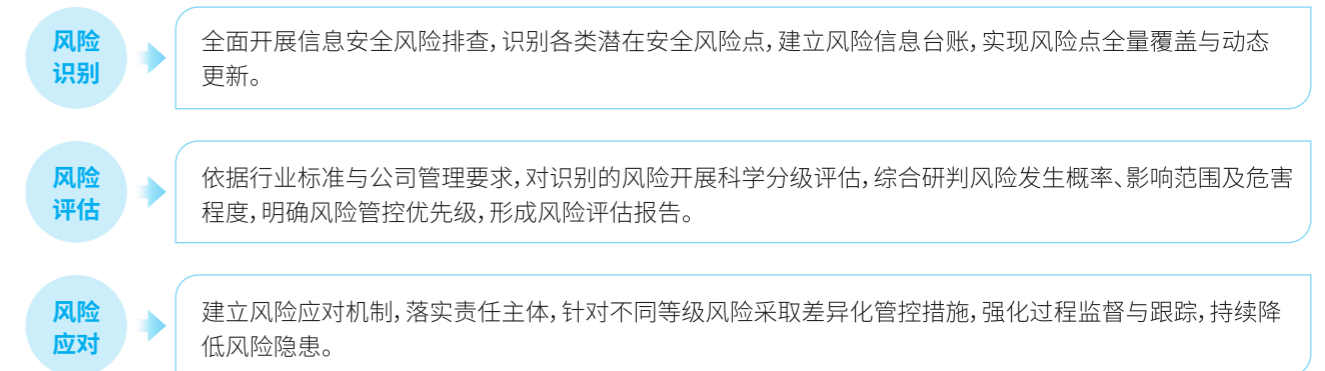 风险
识别
全面开展信息安全风险排查，识别各类潜在安全风险点，建立风险信息台账，实现风险点全量覆盖与动态
更新。
风险
评估
依据行业标准与公司管理要求，对识别的风险开展科学分级评估，综合研判风险发生概率、影响范围及危害
程度，明确风险管控优先级，形成风险评估报告。
风险
应对
建立风险应对机制，落实责任主体，针对不同等级风险采取差异化管控措施，强化过程监督与跟踪，持续降
低风险隐患。